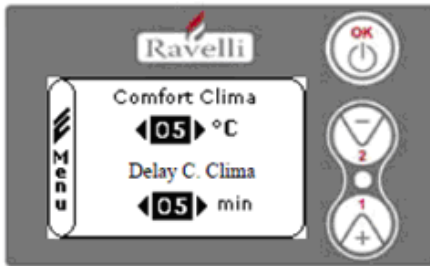 Ravelli
OK
Comfort Clima
05 °C
Menu
Delay C. Clima
05 min
2
1